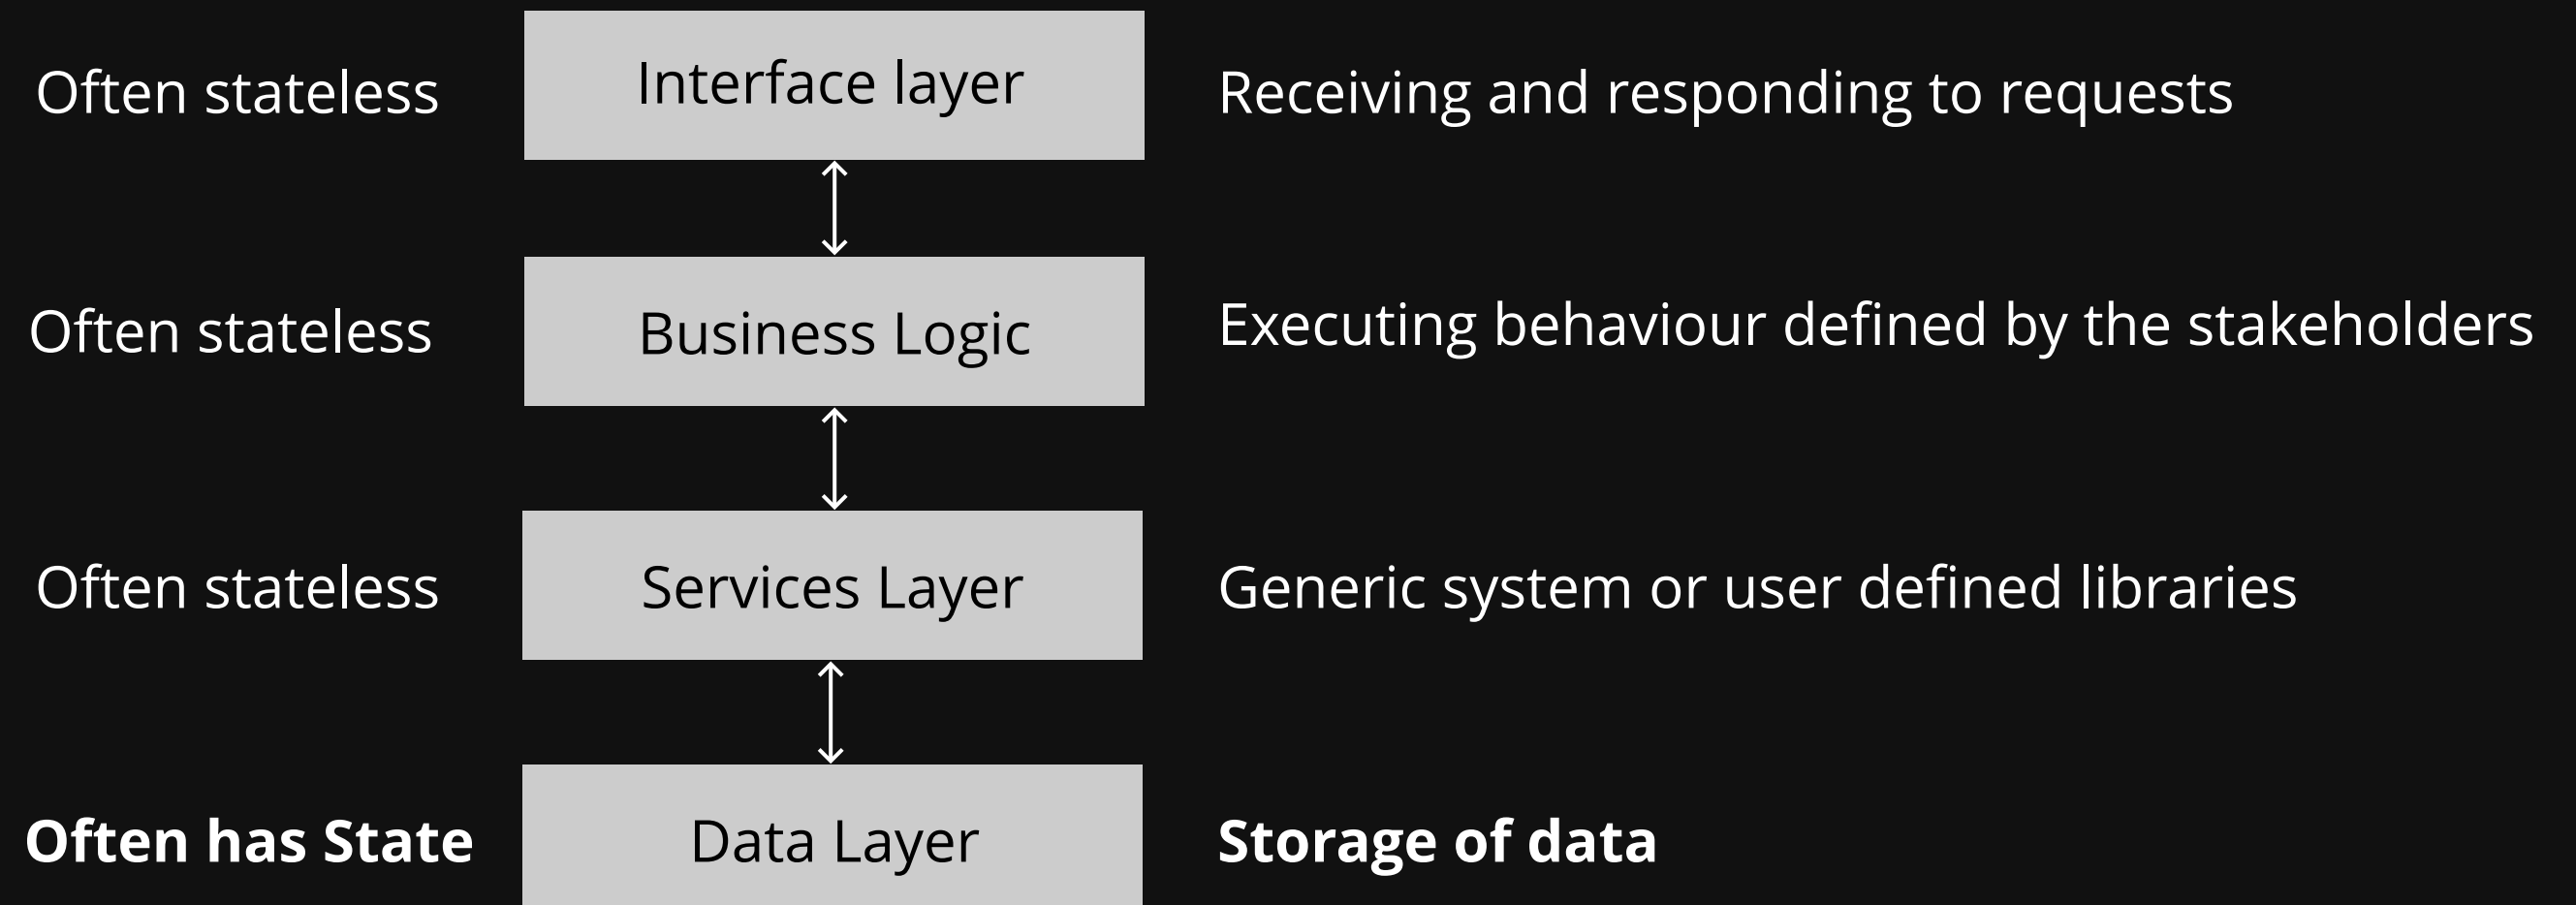 Often stateless
Interface layer
Receiving and responding to requests
Often stateless
Business Logic
Executing behaviour defined by the stakeholders
Often stateless
Services Layer
Generic system or user defined libraries
Often has State
Data Layer
Storage of data